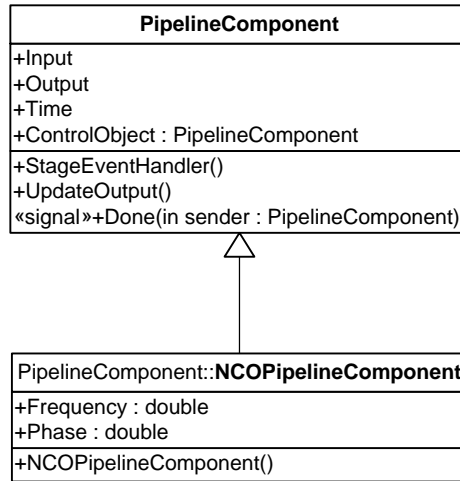 PipelineComponent
+Input
+Output
+Time
+ControlObject : PipelineComponent
+StageEventHandler()
+UpdateOutput()
«signal»+Done(in sender : PipelineComponent)
PipelineComponent::NCOPipelineComponent
+Frequency : double
+Phase : double
+NCOPipelineComponent()